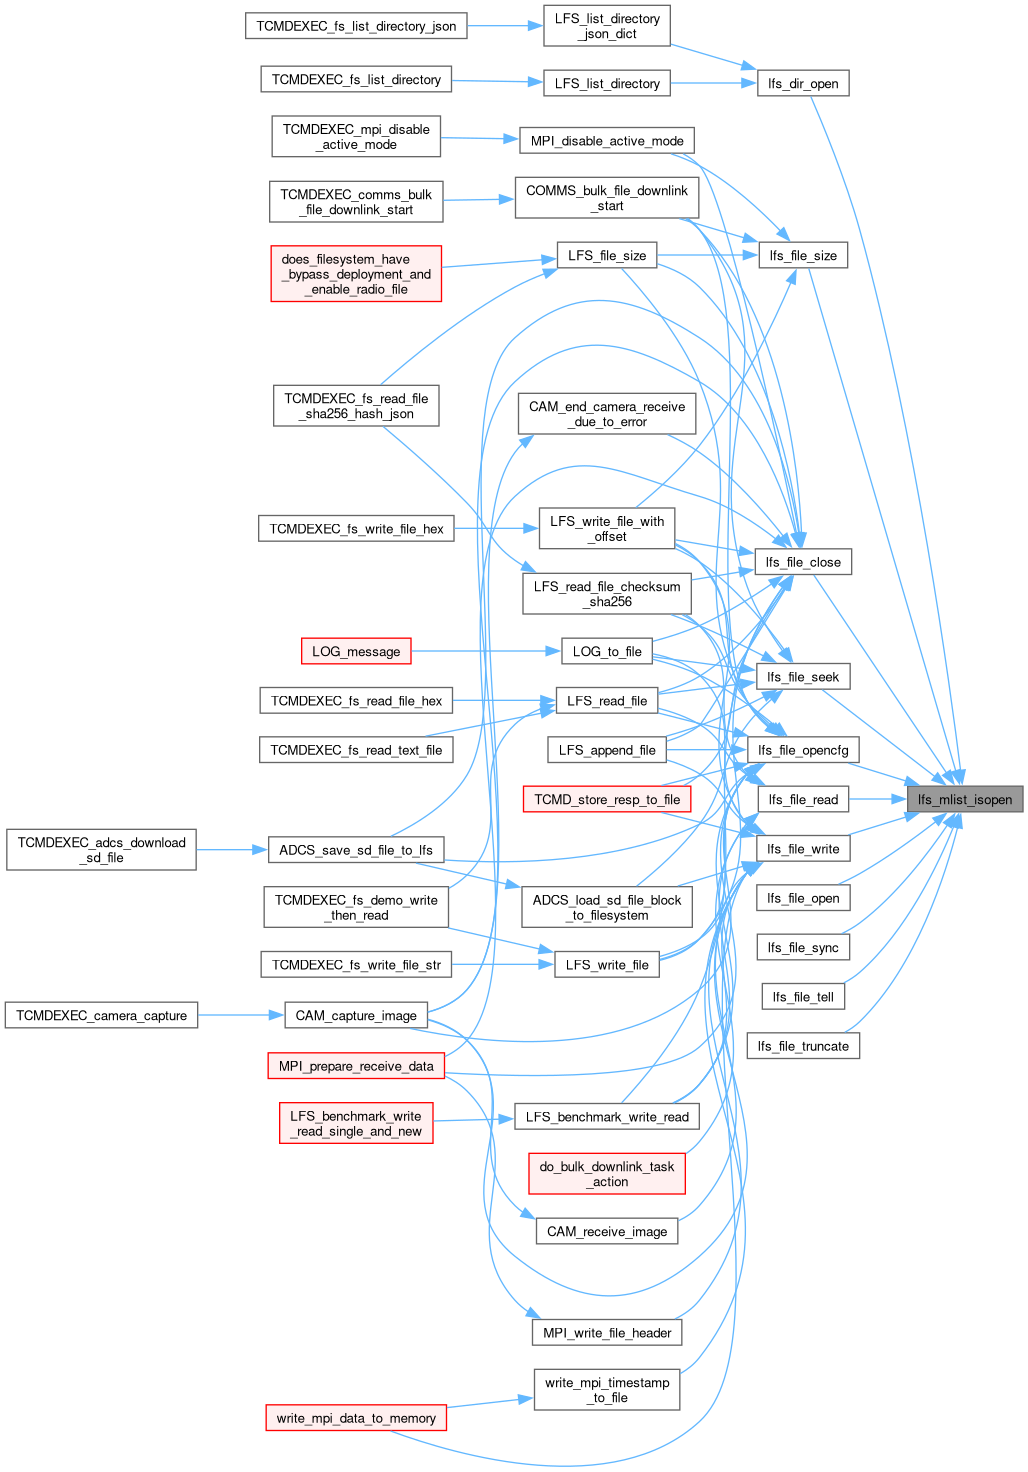 TCMDEXEC_fs_list_directory_json
LFS_list_directory
_json_dict
TCMDEXEC_fs_list_directory
LFS_list_directory
lfs_dir_open
TCMDEXEC_mpi_disable
_active_mode
MPI_disable_active_mode
TCMDEXEC_comms_bulk
_file_downlink_start
COMMS_bulk_file_downlink
_start
does_filesystem_have
_bypass_deployment_and
_enable_radio_file
LFS_file_size
lfs_file_size
TCMDEXEC_fs_read_file
_sha256_hash_json
CAM_end_camera_receive
_due_to_error
TCMDEXEC_fs_write_file_hex
LFS_write_file_with
_offset
lfs_file_close
LFS_read_file_checksum
_sha256
LOG_message
LOG_to_file
lfs_file_seek
TCMDEXEC_fs_read_file_hex
LFS_read_file
TCMDEXEC_fs_read_text_file
LFS_append_file
lfs_file_opencfg
TCMD_store_resp_to_file
lfs_file_read
lfs_mlist_isopen
TCMDEXEC_adcs_download
_sd_file
ADCS_save_sd_file_to_lfs
lfs_file_write
TCMDEXEC_fs_demo_write
_then_read
ADCS_load_sd_file_block
_to_filesystem
lfs_file_open
TCMDEXEC_fs_write_file_str
LFS_write_file
lfs_file_sync
lfs_file_tell
TCMDEXEC_camera_capture
CAM_capture_image
lfs_file_truncate
MPI_prepare_receive_data
LFS_benchmark_write
_read_single_and_new
LFS_benchmark_write_read
do_bulk_downlink_task
_action
CAM_receive_image
MPI_write_file_header
write_mpi_timestamp
_to_file
write_mpi_data_to_memory